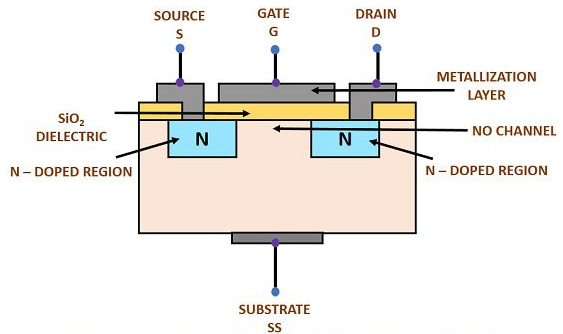 SOURCE
S
GATE
G
DRAIN
D
METALLIZATION
LAYER
SiO₂
DIELECTRIC
NO CHANNEL
N
N
N – DOPED REGION
N – DOPED REGION
SUBSTRATE
SS